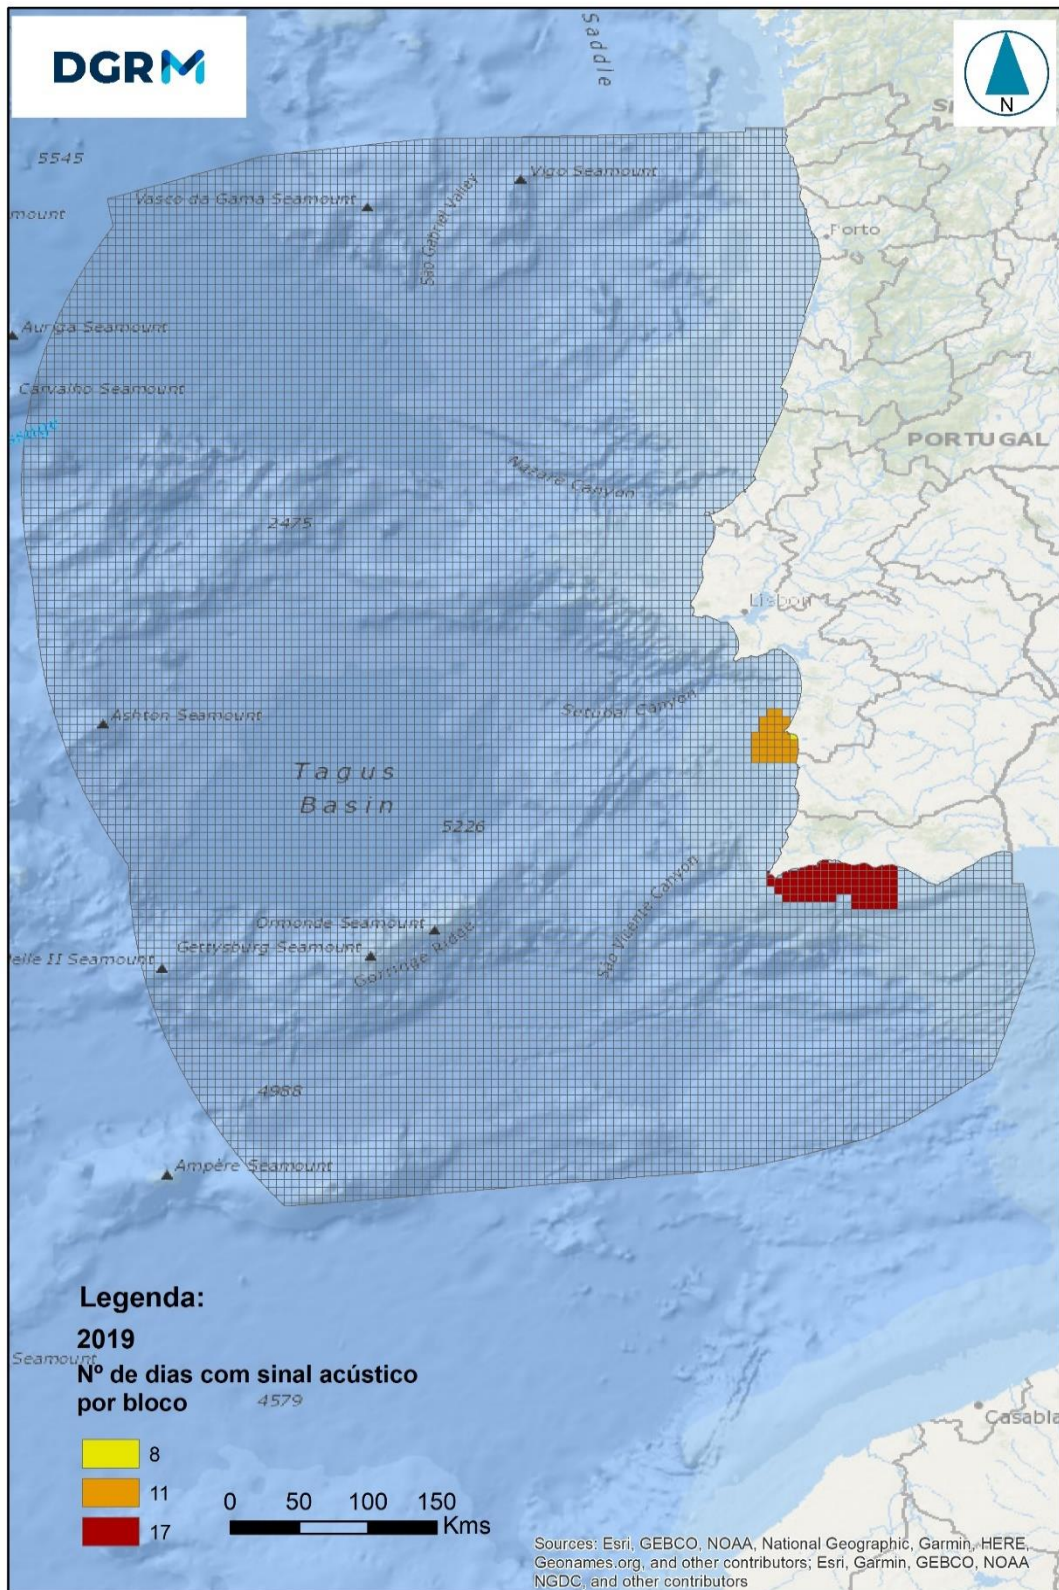 DGRM
Saddle
N
5545
Vigo Seamount
Vasco da Gama Seamount
São Gabriel Valley
Porto
Auriga Seamount
Carvalho Seamount
PORTUGAL
Nazaré Canyon
2475
Lisbon
Setúbal Canyon
Ashton Seamount
Tagus
Basin
5226
São Vicente Canyon
Ormonde Seamount
Gettysburg Seamount
Gorringe Ridge
II Seamount
4988
Ampère Seamount
Legenda:
2019
Seamount
Nº de dias com sinal acústico
por bloco
4579
Casabla
8
11
17
0 50 100 150
Kms
Sources: Esri, GEBCO, NOAA, National Geographic, Garmin, HERE,
Geonames.org, and other contributors; Esri, Garmin, GEBCO, NOAA
NGDC, and other contributors